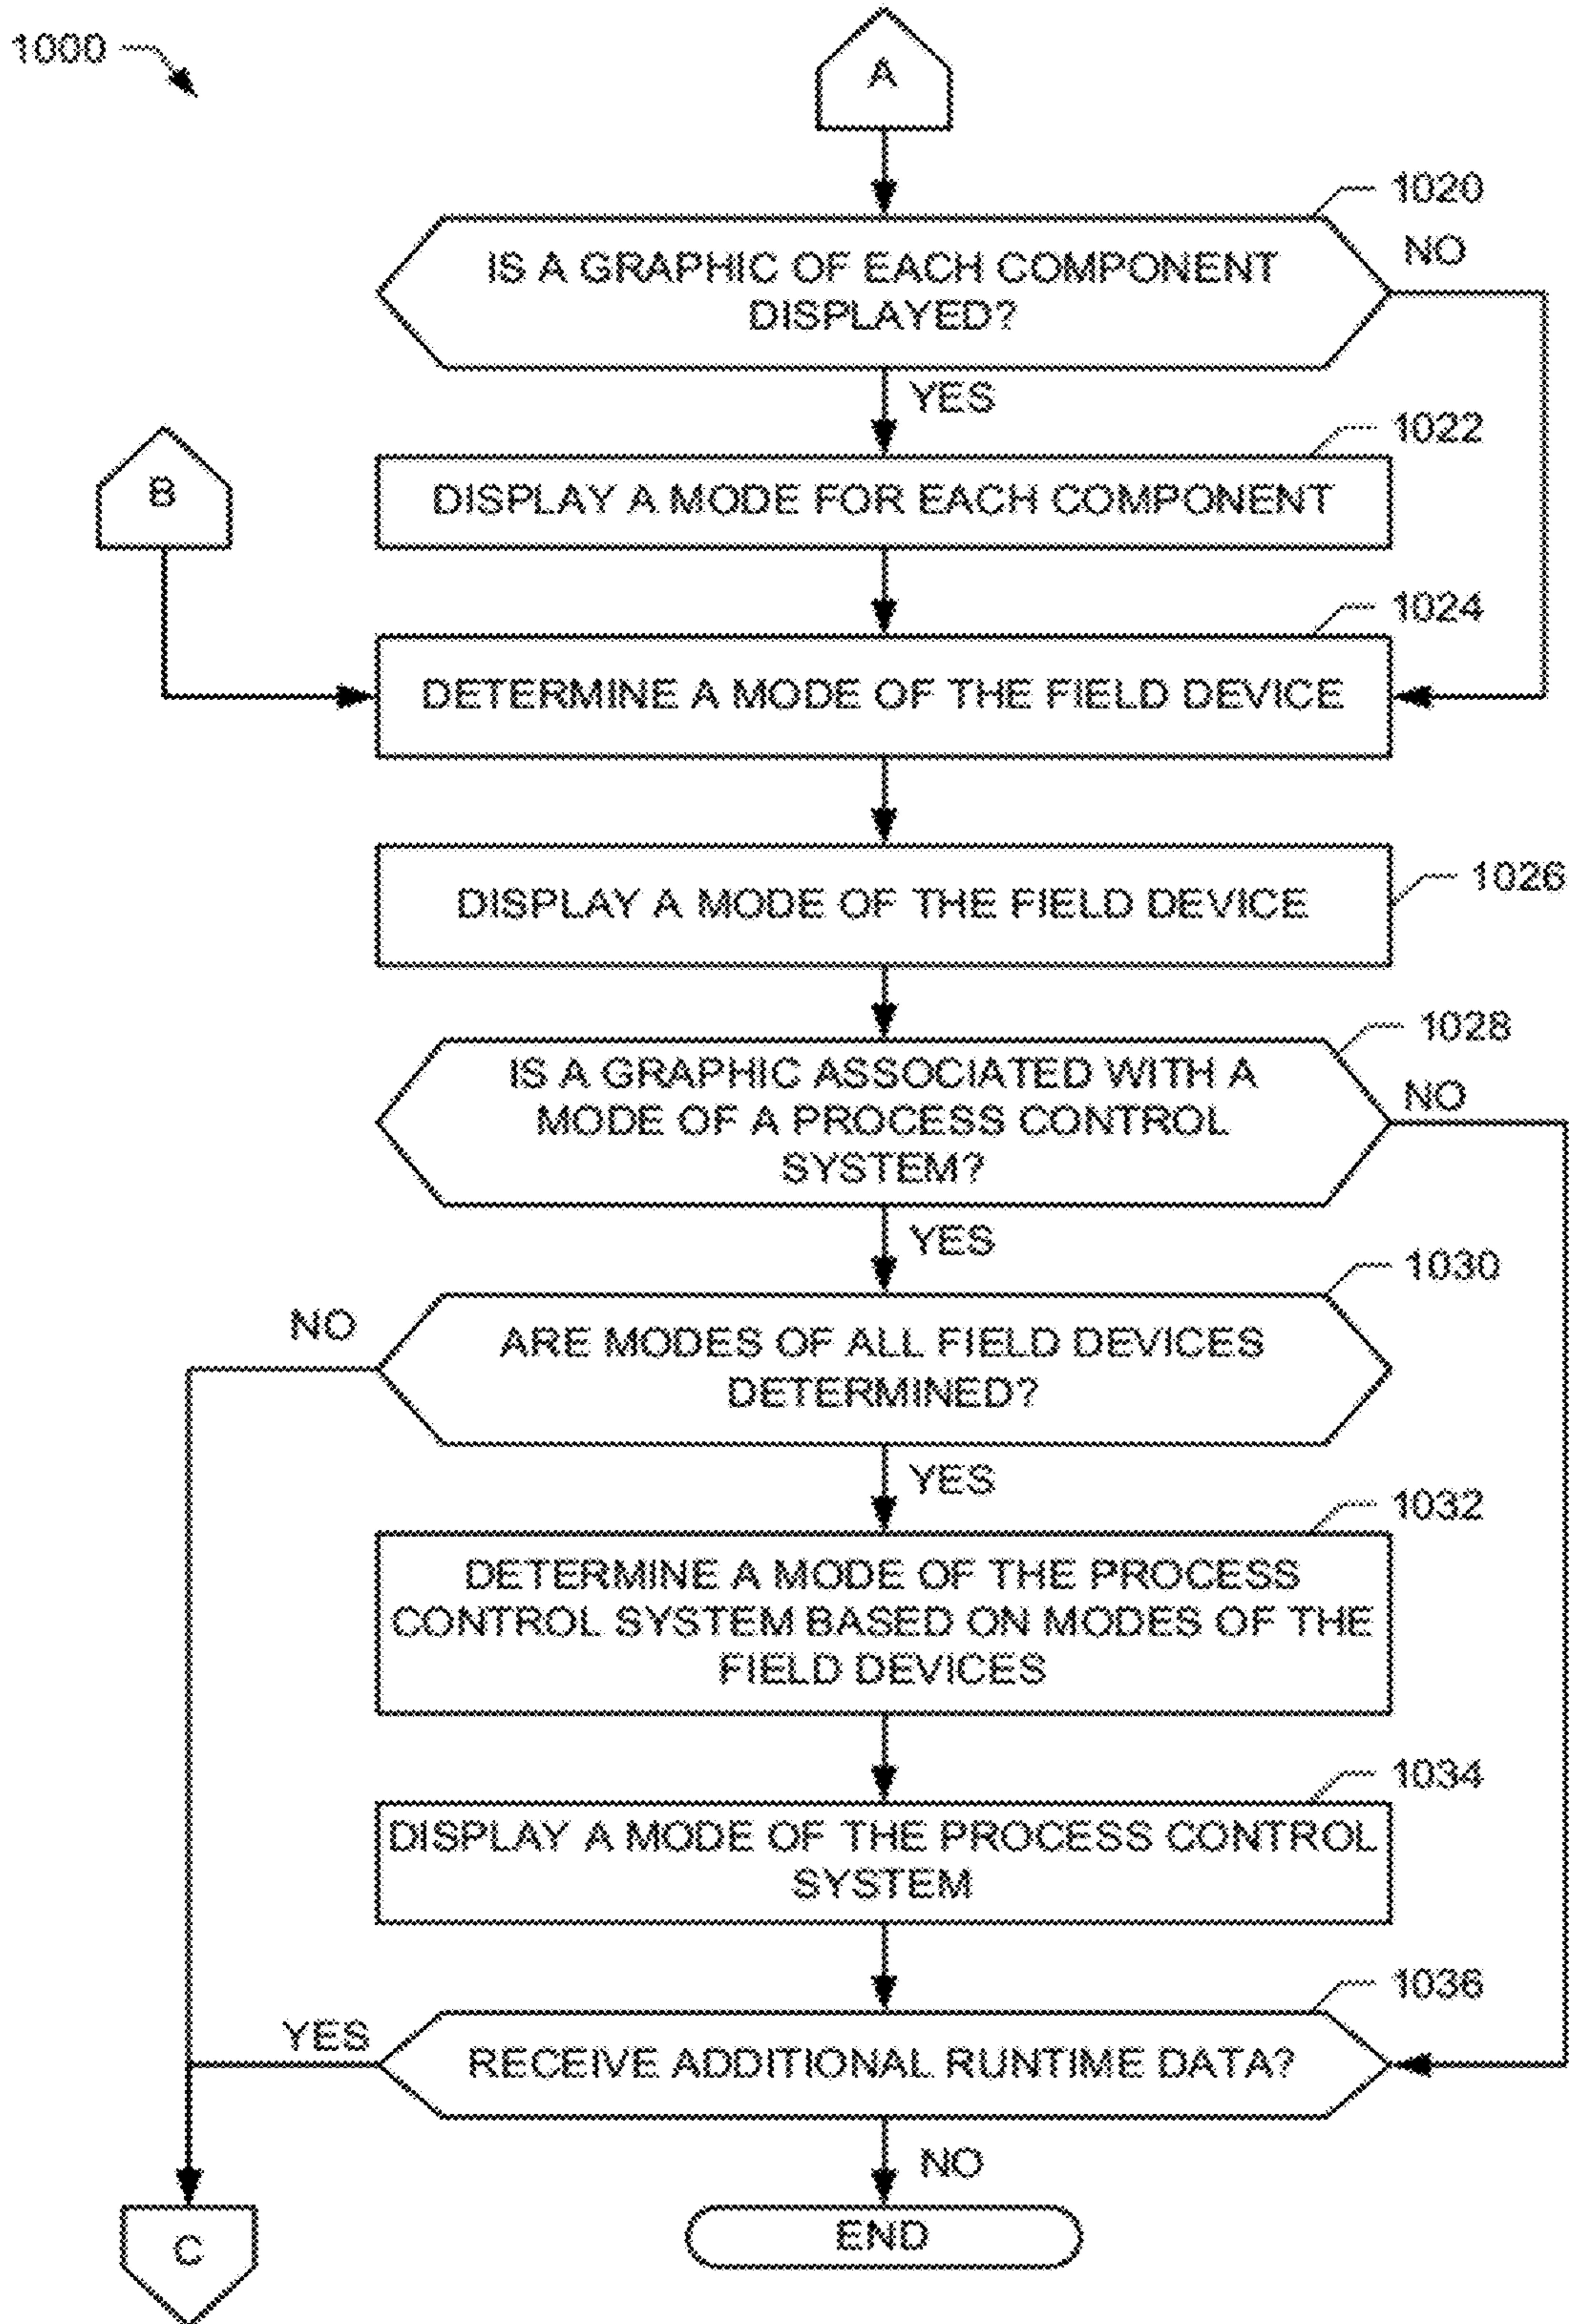 1000
A
1020
IS A GRAPHIC OF EACH COMPONENT
DISPLAYED?
NO
YES
1022
B
DISPLAY A MODE FOR EACH COMPONENT
1024
DETERMINE A MODE OF THE FIELD DEVICE
1026
DISPLAY A MODE OF THE FIELD DEVICE
1028
IS A GRAPHIC ASSOCIATED WITH A
MODE OF A PROCESS CONTROL
SYSTEM?
NO
YES
1030
NO
ARE MODES OF ALL FIELD DEVICES
DETERMINED?
YES
1032
DETERMINE A MODE OF THE PROCESS
CONTROL SYSTEM BASED ON MODES OF THE
FIELD DEVICES
1034
DISPLAY A MODE OF THE PROCESS CONTROL
SYSTEM
1036
YES
RECEIVE ADDITIONAL RUNTIME DATA?
NO
C
END